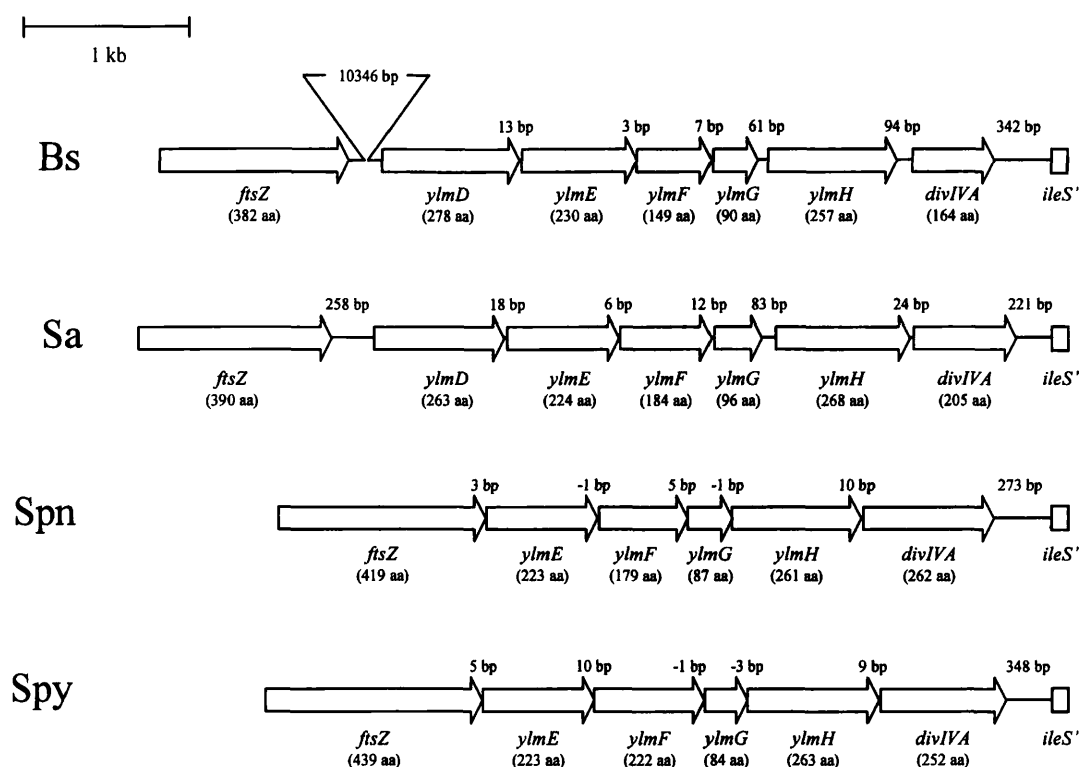 1 kb
10346 bp
Bs
13 bp 3 bp 7 bp 61 bp 94 bp 342 bp
ftsZ ylmD ylmE ylmF ylmG ylmH divIVA ileS'
(382 aa) (278 aa) (230 aa) (149 aa) (90 aa) (257 aa) (164 aa)
Sa
258 bp 18 bp 6 bp 12 bp 83 bp 24 bp 221 bp
ftsZ ylmD ylmE ylmF ylmG ylmH divIVA ileS'
(390 aa) (263 aa) (224 aa) (184 aa) (96 aa) (268 aa) (205 aa)
Spn
3 bp -1 bp 5 bp -1 bp 10 bp 273 bp
ftsZ ylmE ylmF ylmG ylmH divIVA ileS'
(419 aa) (223 aa) (179 aa) (87 aa) (261 aa) (262 aa)
Spy
5 bp 10 bp -1 bp -3 bp 9 bp 348 bp
ftsZ ylmE ylmF ylmG ylmH divIVA ileS'
(439 aa) (223 aa) (222 aa) (84 aa) (263 aa) (252 aa)